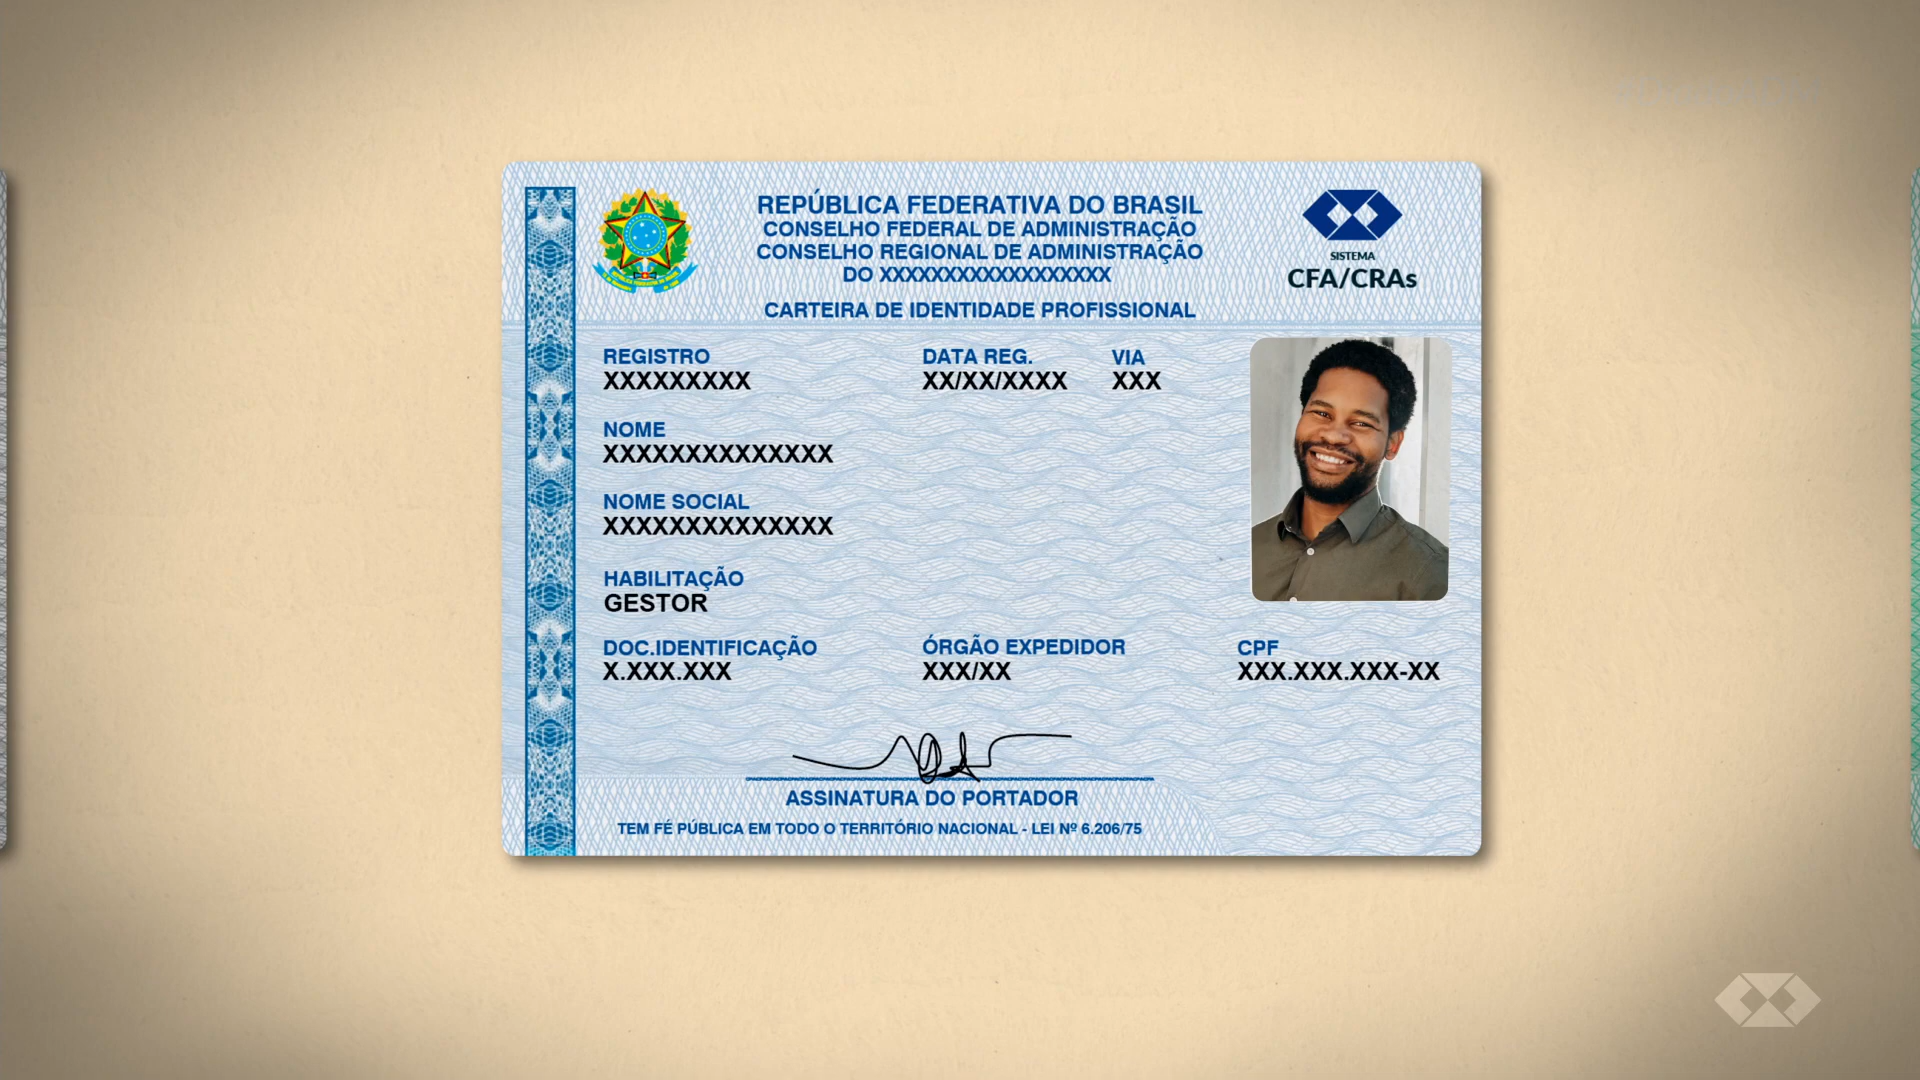 REPÚBLICA FEDERATIVA DO BRASIL
CONSELHO FEDERAL DE ADMINISTRAÇÃO
CONSELHO REGIONAL DE ADMINISTRAÇÃO
DO XXXXXXXXXXXXXXXXXX
CARTEIRA DE IDENTIDADE PROFISSIONAL
SISTEMA
CFA/CRAs
REGISTRO
XXXXXXXXX
DATA REG.
XX/XX/XXXX
VIA
XXX
NOME
XXXXXXXXXXXXXX
NOME SOCIAL
XXXXXXXXXXXXXX
HABILITAÇÃO
GESTOR
DOC.IDENTIFICAÇÃO
X.XXX.XXX
ÓRGÃO EXPEDIDOR
XXX/XX
CPF
XXX.XXX.XXX-XX
ASSINATURA DO PORTADOR
TEM FÉ PÚBLICA EM TODO O TERRITÓRIO NACIONAL - LEI Nº 6.206/75